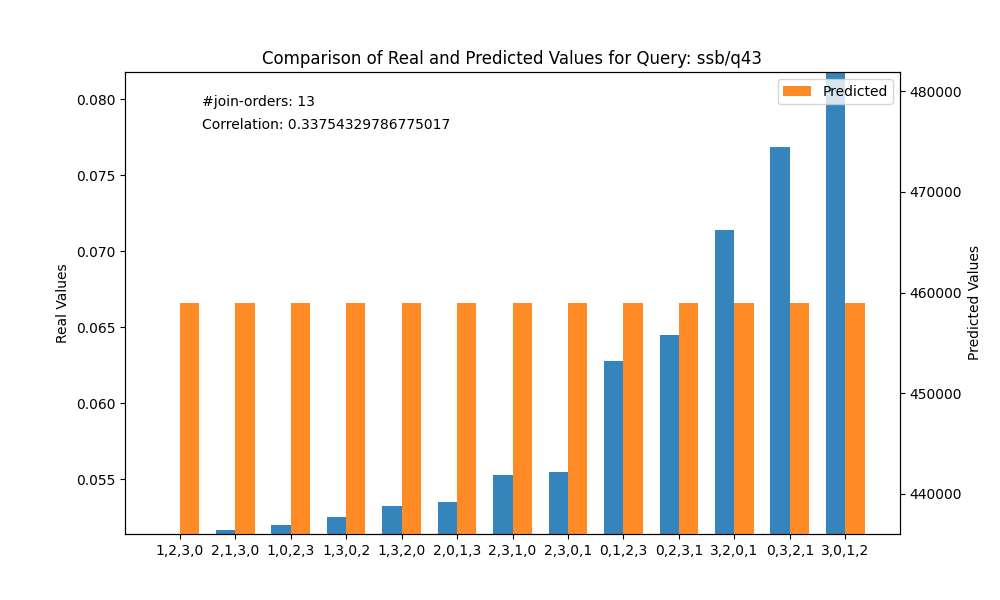 Comparison of Real and Predicted Values for Query: ssb/q43
#join-orders: 13
Correlation: 0.33754329786775017
Predicted
0.080
0.075
0.070
0.065
0.060
0.055
Real Values
480000
470000
460000
450000
440000
Predicted Values
1,2,3,0 2,1,3,0 1,0,2,3 1,3,0,2 1,3,2,0 2,0,1,3 2,3,1,0 2,3,0,1 0,1,2,3 0,2,3,1 3,2,0,1 0,3,2,1 3,0,1,2